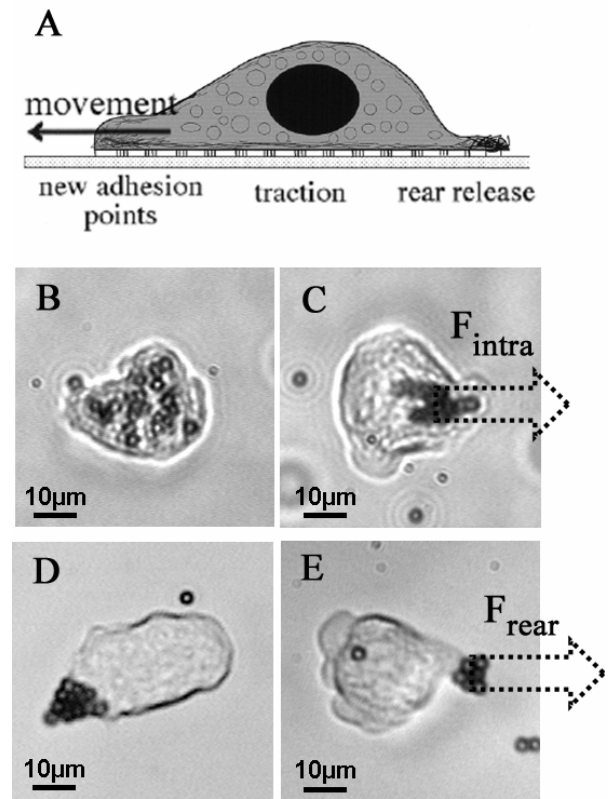 A
movement
new adhesion
points
traction
rear release
B
10µm
C
F intra
10µm
D
10µm
E
F rear
10µm